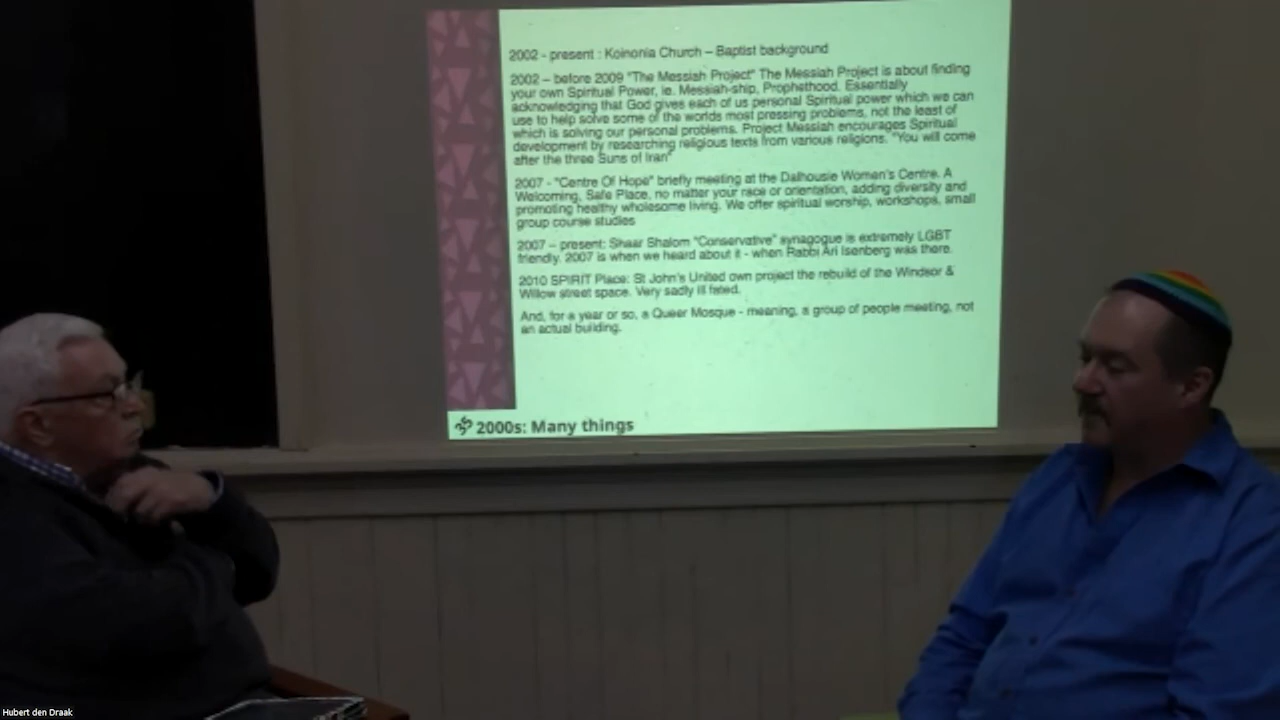 2002 - present : Koinonia Church – Baptist background
2002 – before 2009 "The Messiah Project" The Messiah Project is about finding
your own Spiritual Power, ie. Messiah-ship, Prophethood. Essentially
acknowledging that God gives each of us personal Spiritual power which we can
use to help solve some of the worlds most pressing problems, not the least of
which is solving our personal problems. Project Messiah encourages Spiritual
development by researching religious texts from various religions. "You will come
after the three Suns of Iran"
2007 - "Centre Of Hope" briefly meeting at the Dalhousie Women's Centre. A
Welcoming, Safe Place, no matter your race or orientation, adding diversity and
promoting healthy wholesome living. We offer spiritual worship, workshops, small
group course studies
2007 – present: Shaar Shalom "Conservative" synagogue is extremely LGBT
friendly. 2007 is when we heard about it - when Rabbi Ari Isenberg was there.
2010 SPIRIT Place: St John's United own project the rebuild of the Windsor &
Willow street space. Very sadly ill fated.
And, for a year or so, a Queer Mosque - meaning, a group of people meeting, not
an actual building.
2000s: Many things
Hubert den Draak